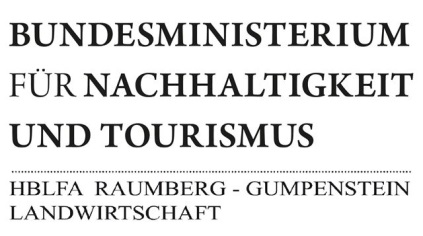 BUNDESMINISTERIUM
FÜR NACHHALTIGKEIT
UND TOURISMUS
HBLFA RAUMBERG - GUMPENSTEIN
LANDWIRTSCHAFT